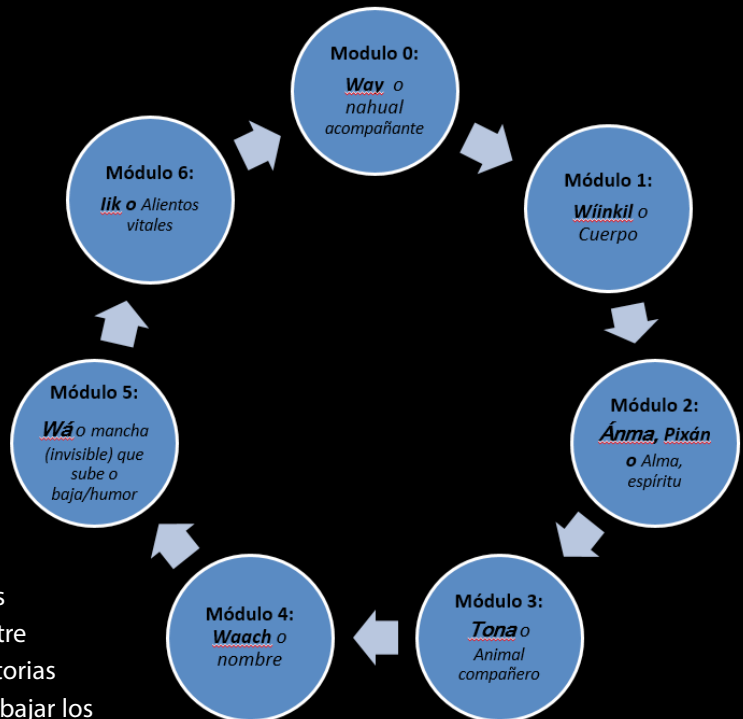 Modulo 0:
Way o
nahual
acompañante
Módulo 1:
Wíinkil o
Cuerpo
Módulo 2:
Ánma, Pixán
o Alma,
espíritu
Módulo 3:
Tona o
Animal
compañero
Módulo 4:
Waach o
nombre
Módulo 5:
Wá o mancha
(invisible) que
sube o
baja/humor
Módulo 6:
Iik o Alientos
vitales
s
tre
torias
bajar los